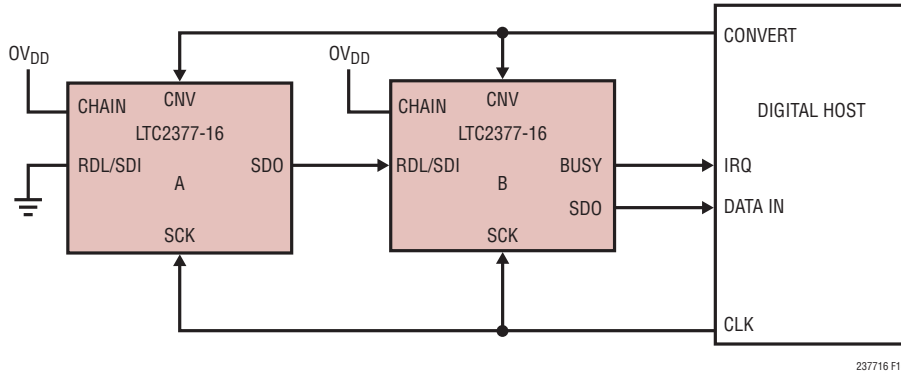 CONVERT
OVDD
OVDD
CHAIN
CNV
CHAIN
CNV
DIGITAL HOST
LTC2377-16
LTC2377-16
RDL/SDI
SDO
RDL/SDI
BUSY
IRQ
A
B
SDO
DATA IN
SCK
SCK
CLK
237716 F1